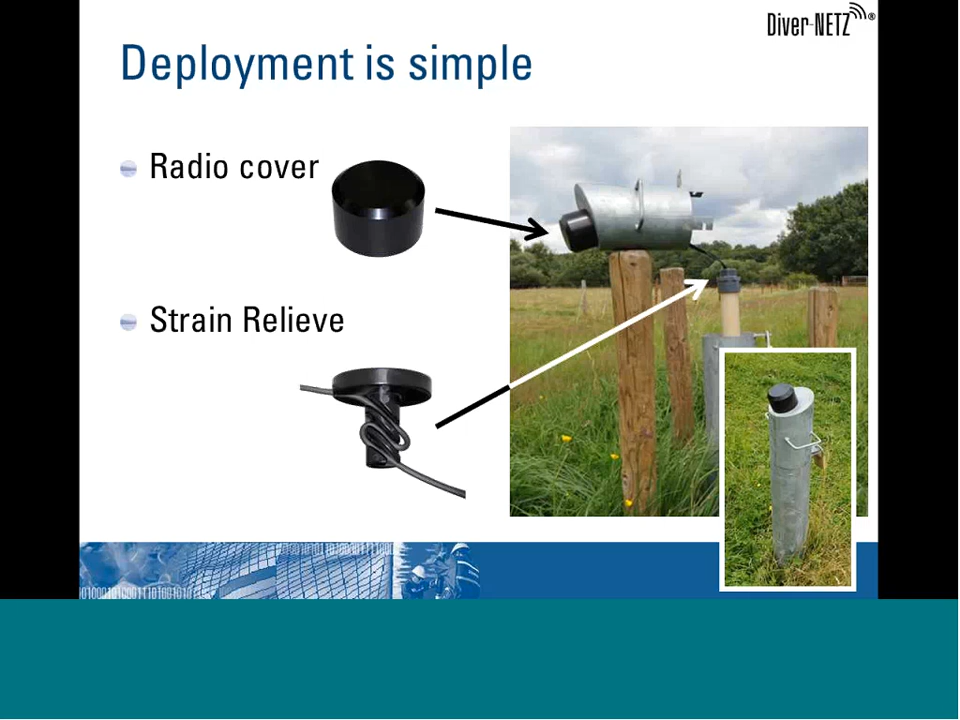 Diver-NETZ®
Deployment is simple
Radio cover
Strain Relieve